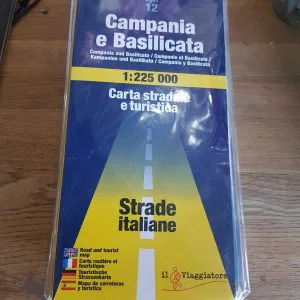 12
Campania
e Basilicata
Campania and Basilicata / Campanie et Basilicate /
Kampanien und Basilikata / Campania y Basilicata
1:225 000
Carta stradale
e turistica
Strade
italiane
Road and tourist
map
Carte routière et
touristique
Touristische
Strassenkarte
Mapa de carreteras
y turístico
il Viaggiatore